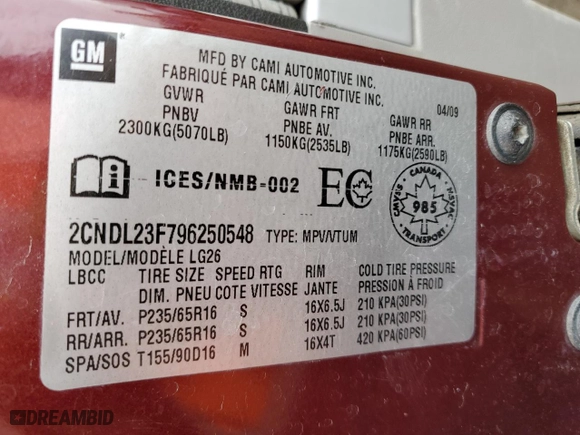 GM
MFD BY CAMI AUTOMOTIVE INC.
FABRIQUÉ PAR CAMI AUTOMOTIVE INC.
04/09
GVWR GAWR FRT GAWR RR
PNBV PNBE AV. PNBE ARR.
2300KG(5070LB) 1150KG(2535LB) 1175KG(2590LB)
i ICES/NMB-002 EC
CANADA
CMVSS NSVAC
985
TRANSPORT
2CNDL23F796250548 TYPE: MPV/VTUM
MODEL/MODÈLE LG26
LBCC TIRE SIZE SPEED RTG RIM COLD TIRE PRESSURE
DIM. PNEU COTE VITESSE JANTE PRESSION À FROID
FRT/AV. P235/65R16 S 16X6.5J 210 KPA(30PSI)
RR/ARR. P235/65R16 S 16X6.5J 210 KPA(30PSI)
SPA/SOS T155/90D16 M 16X4T 420 KPA(60PSI)
DREAMBID